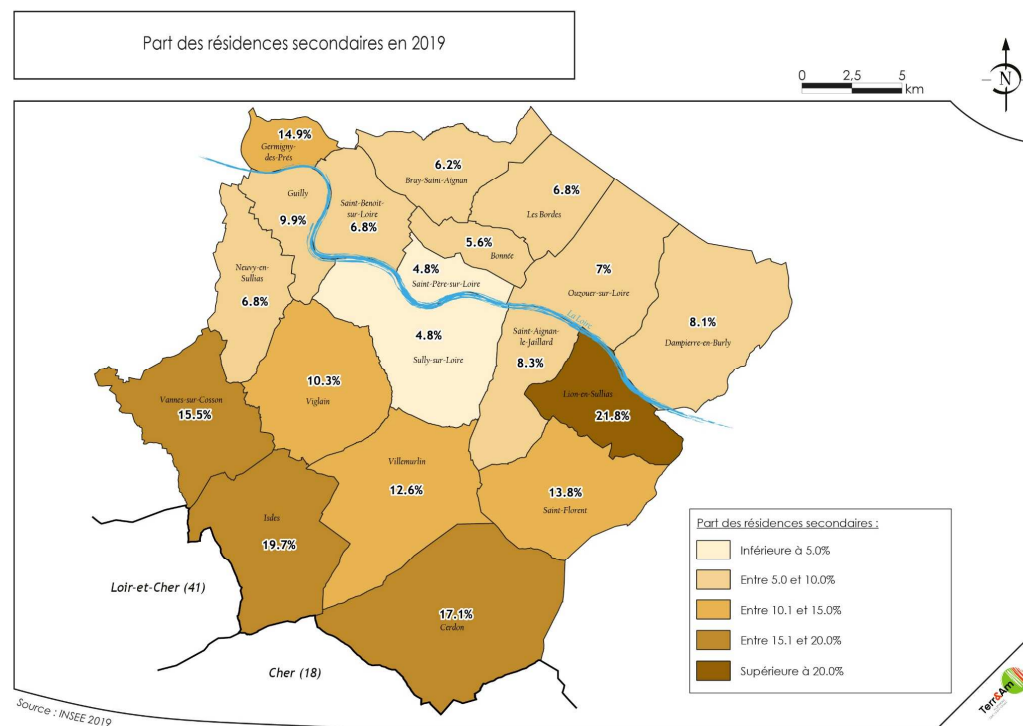 Part des résidences secondaires en 2019
0 2,5 5
km
N
14.9%
Germigny-
des-Prés
6.2%
Bray-Saint-Aignan
6.8%
Les Bordes
Guilly
9.9%
Saint-Benoit-
sur-Loire
6.8%
5.6%
Bonnée
Neuvy-en-
Sullias
6.8%
4.8%
Saint-Père-sur-Loire
7%
Ouzouer-sur-Loire
La Loire
8.1%
Dampierre-en-Burly
4.8%
Sully-sur-Loire
Saint-Aignan-
le-Jaillard
8.3%
10.3%
Viglain
Vannes-sur-Cosson
15.5%
Lion-en-Sullias
21.8%
Villemurlin
12.6%
13.8%
Saint-Florent
Isdes
19.7%
17.1%
Cerdon
Loir-et-Cher (41)
Cher (18)
Part des résidences secondaires :
Inférieure à 5.0%
Entre 5.0 et 10.0%
Entre 10.1 et 15.0%
Entre 15.1 et 20.0%
Supérieure à 20.0%
Source : INSEE 2019
Terr&Am